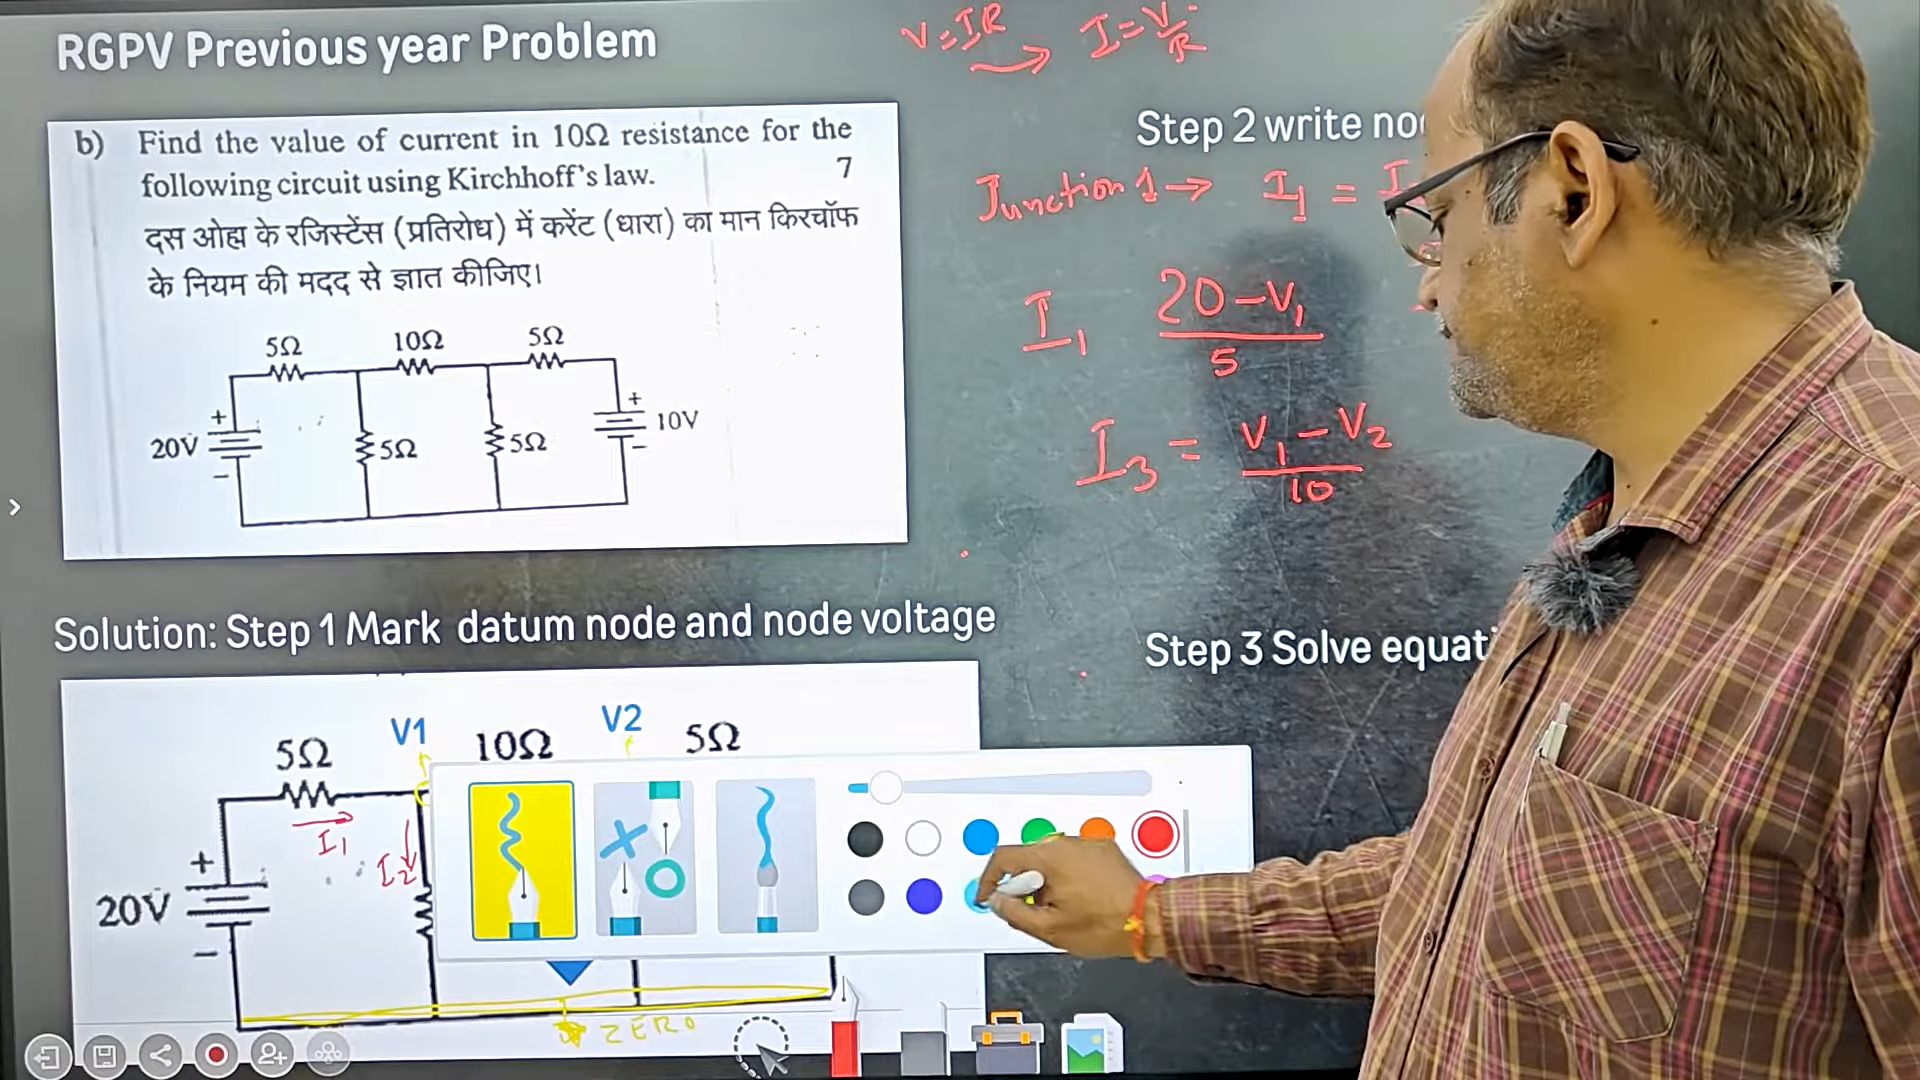 RGPV Previous year Problem
V=IR → I=V/R
b) Find the value of current in 10Ω resistance for the
following circuit using Kirchhoff's law. 7
दस ओह्म के रजिस्टेंस (प्रतिरोध) में करेंट (धारा) का मान किरचॉफ
के नियम की मदद से ज्ञात कीजिए।
5Ω 10Ω 5Ω
+ +
20V 5Ω 5Ω 10V
- -
Step 2 write
Junction 1→ I1 =
I1 20-V1
5
I3 = V1-V2
10
Solution: Step 1 Mark datum node and node voltage
Step 3 Solve
V1 V2
5Ω 10Ω 5Ω
I1
I2
+
20V
-
ZERO